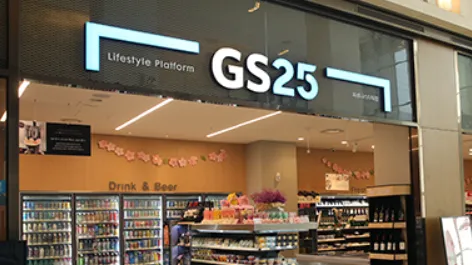 Lifestyle Platform
GS25
Drink & Beer